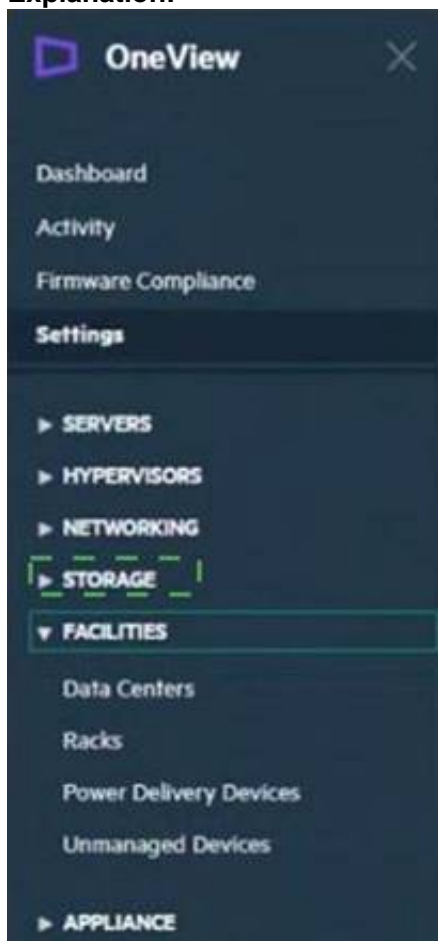 Explanation:
OneView
Dashboard
Activity
Firmware Compliance
Settings
SERVERS
HYPERVISORS
NETWORKING
STORAGE
FACILITIES
Data Centers
Racks
Power Delivery Devices
Unmanaged Devices
APPLIANCE